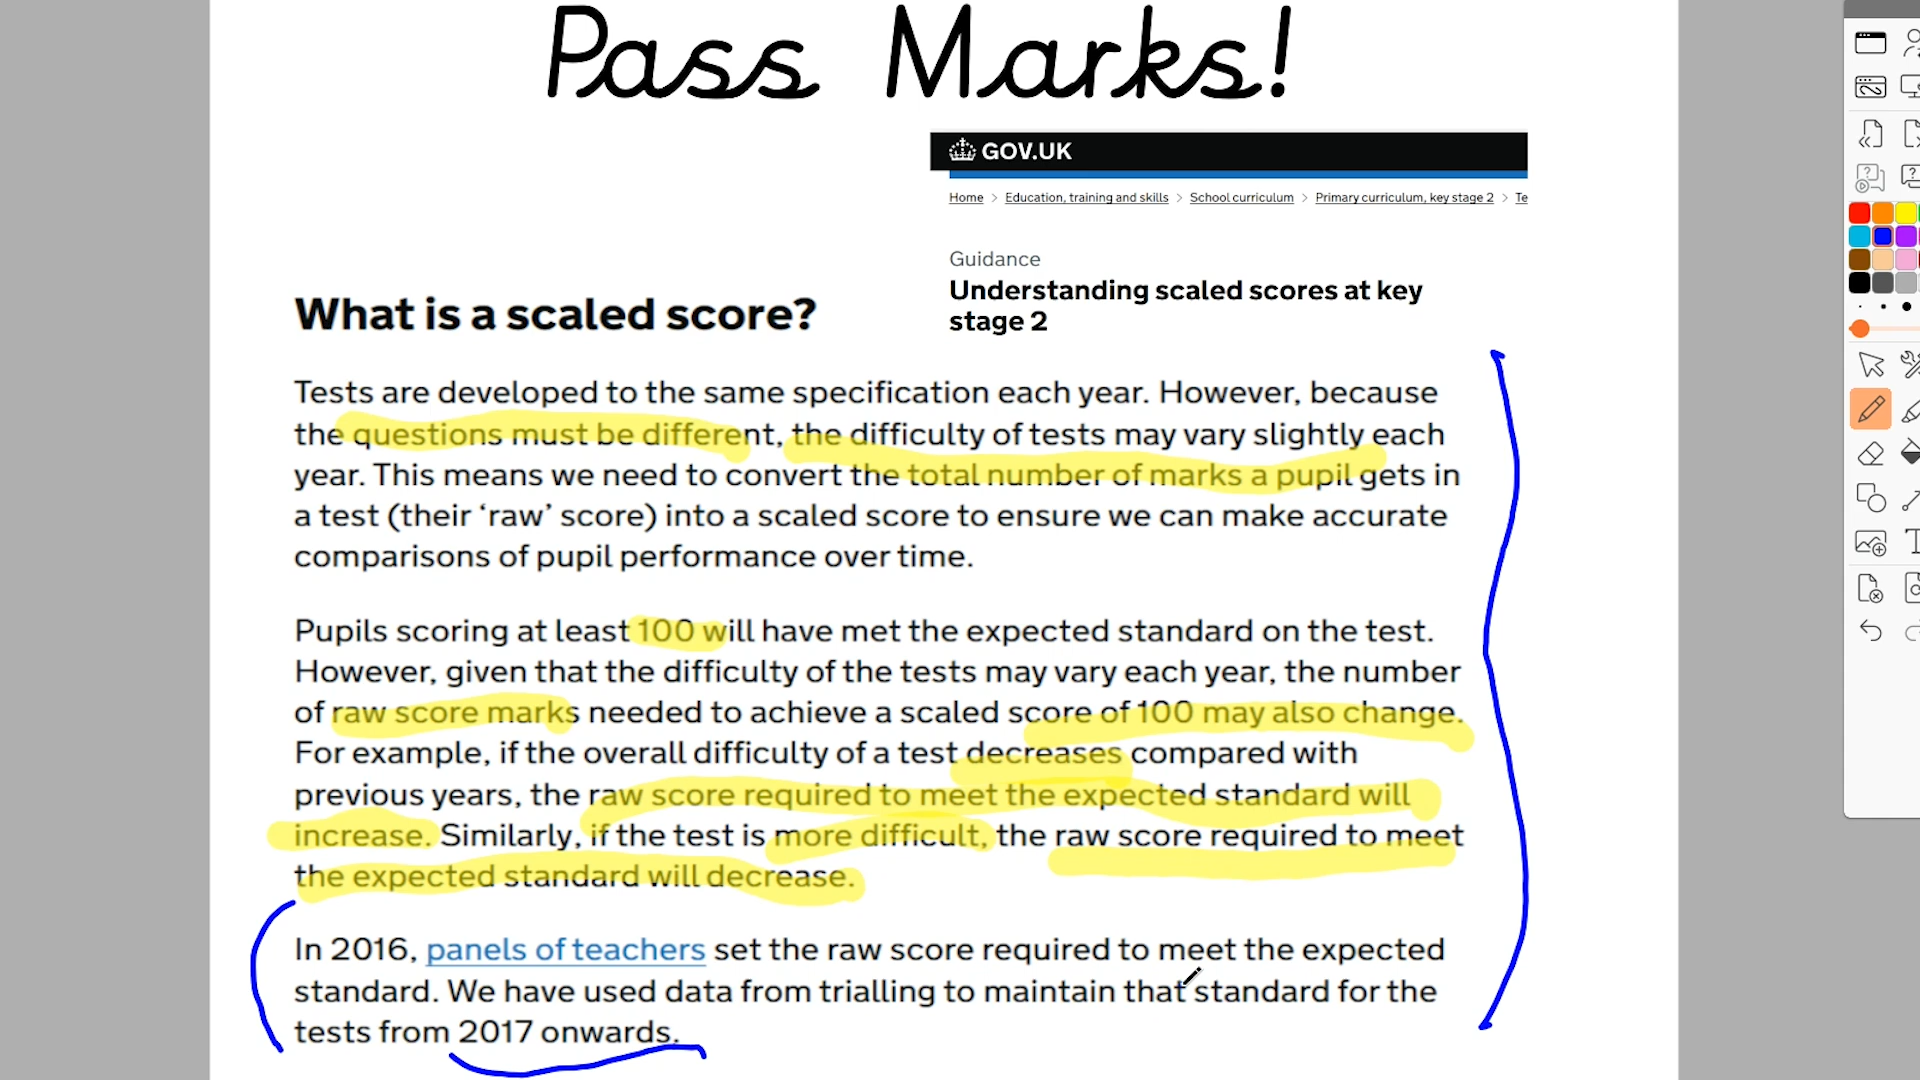 Pass Marks!
GOV.UK
Home > Education, training and skills > School curriculum > Primary curriculum, key stage 2 > Te
Guidance
Understanding scaled scores at key
stage 2
What is a scaled score?
Tests are developed to the same specification each year. However, because
the questions must be different, the difficulty of tests may vary slightly each
year. This means we need to convert the total number of marks a pupil gets in
a test (their ‘raw’ score) into a scaled score to ensure we can make accurate
comparisons of pupil performance over time.
Pupils scoring at least 100 will have met the expected standard on the test.
However, given that the difficulty of the tests may vary each year, the number
of raw score marks needed to achieve a scaled score of 100 may also change.
For example, if the overall difficulty of a test decreases compared with
previous years, the raw score required to meet the expected standard will
increase. Similarly, if the test is more difficult, the raw score required to meet
the expected standard will decrease.
In 2016, panels of teachers set the raw score required to meet the expected
standard. We have used data from trialling to maintain that standard for the
tests from 2017 onwards.